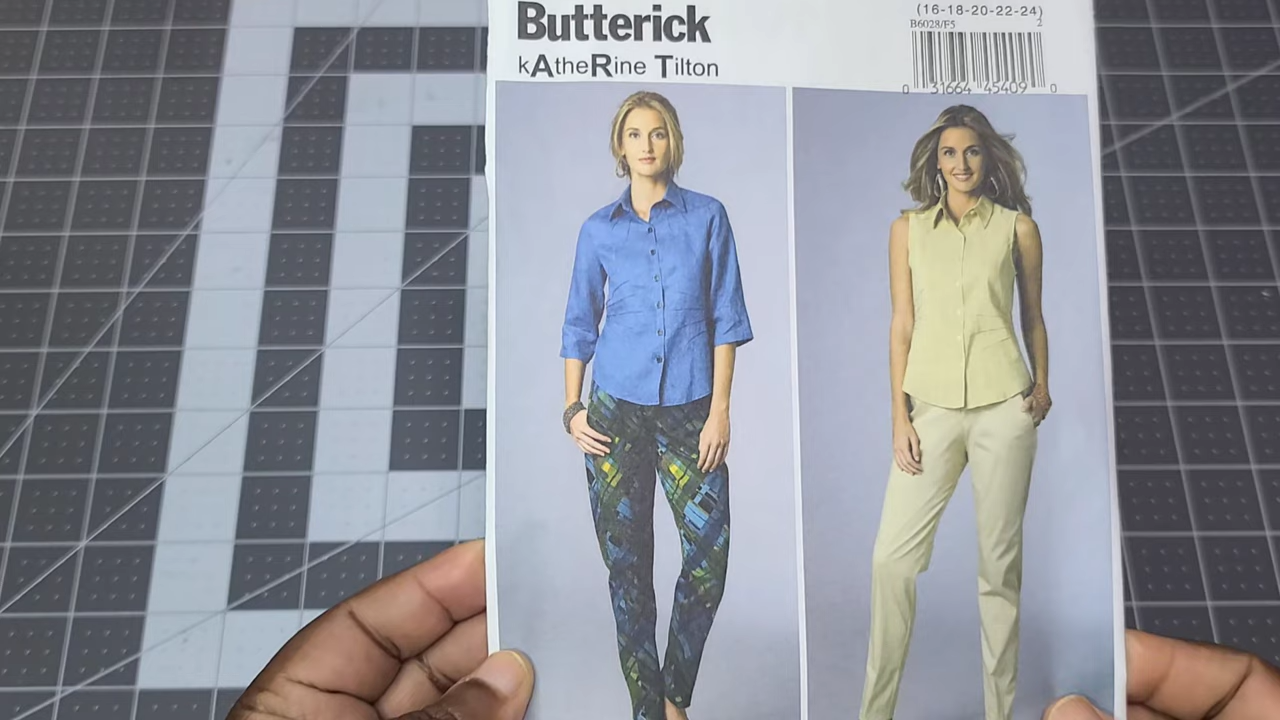 Butterick
kAtheRine Tilton
(16-18-20-22-24)
B6028/F5
2
0 31664 45409 0